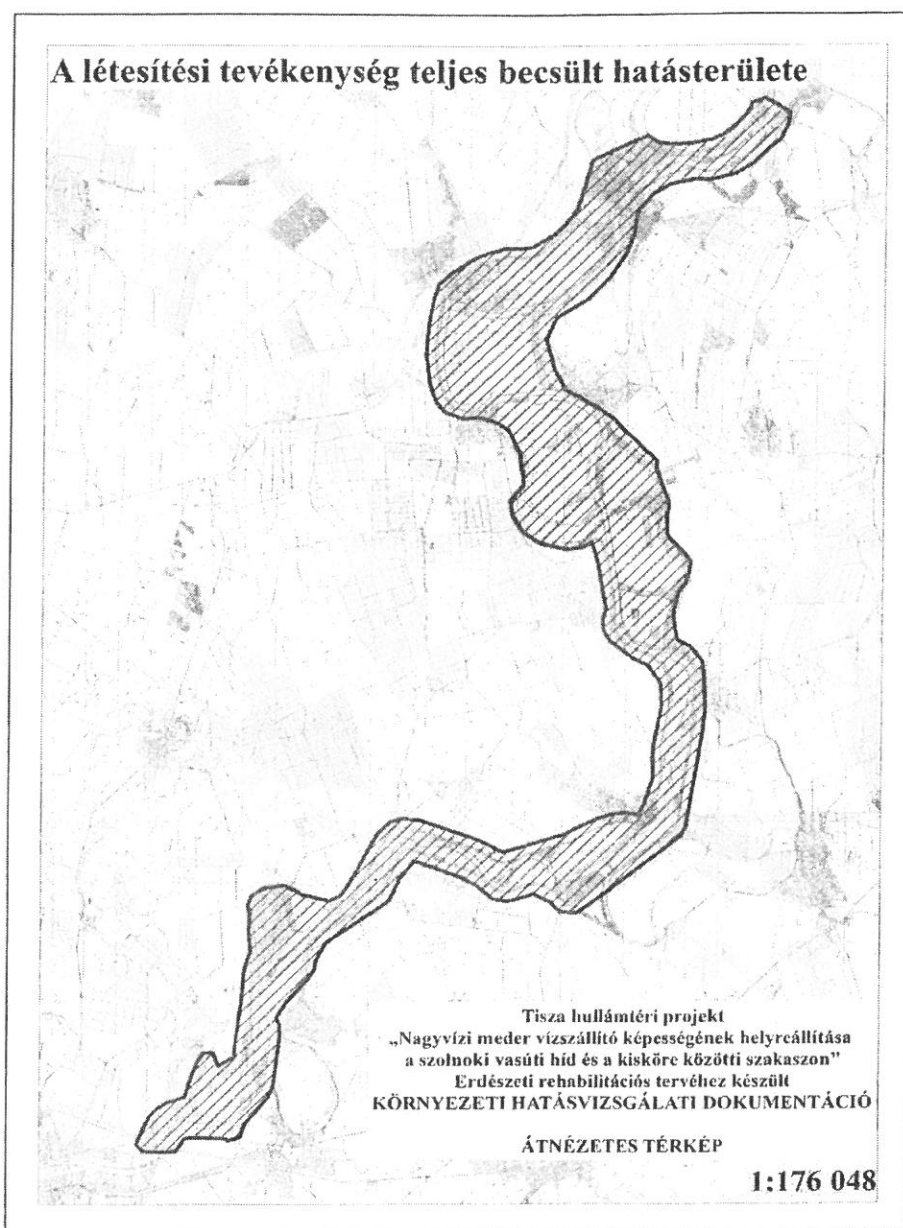 A létesítési tevékenység teljes becsült hatásterülete
Tisza hullámtéri projekt
„Nagyvízi meder vízszállító képességének helyreállítása
a szolnoki vasúti híd és a kisköre közötti szakaszon”
Erdészeti rehabilitációs tervéhez készült
KÖRNYEZETI HATÁSVIZSGÁLATI DOKUMENTÁCIÓ
ÁTNÉZETES TÉRKÉP
1:176 048